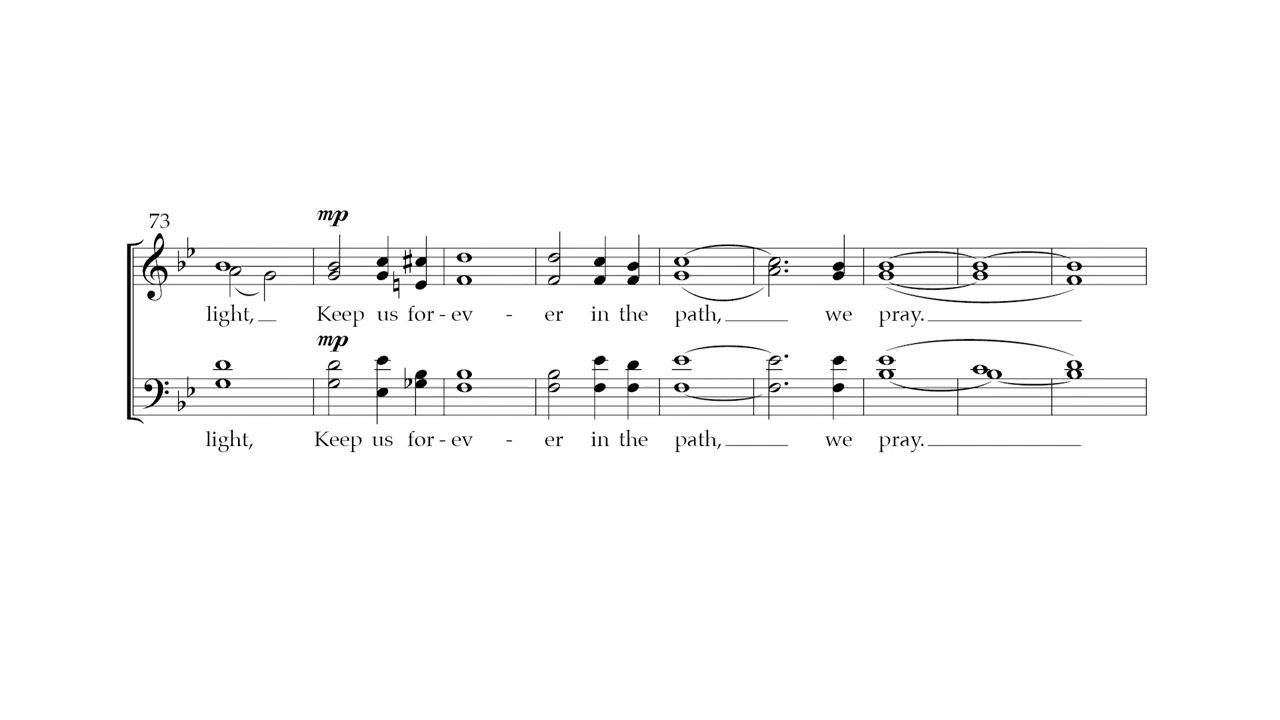 73
mp
light, Keep us for - ev - er in the path, we pray.
mp
light, Keep us for - ev - er in the path, we pray.